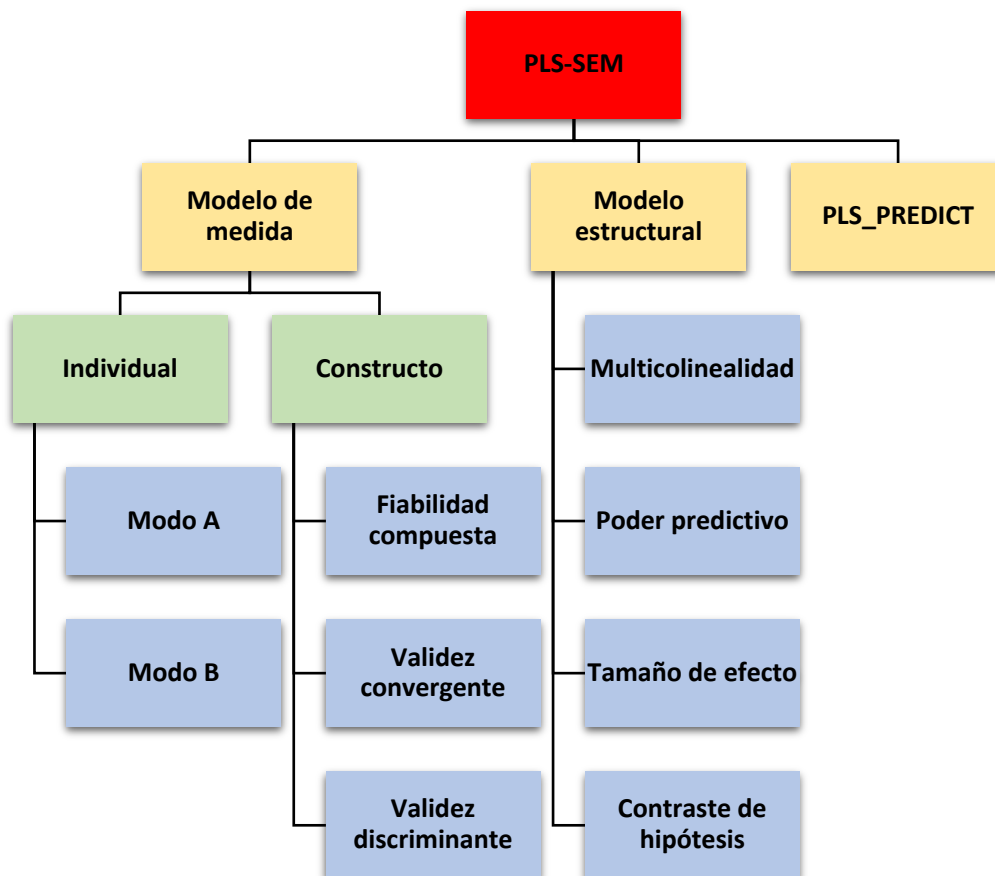 PLS-SEM
Modelo de
medida
Modelo
estructural
PLS_PREDICT
Individual
Constructo
Multicolinealidad
Modo A
Fiabilidad
compuesta
Poder predictivo
Modo B
Validez
convergente
Tamaño de efecto
Validez
discriminante
Contraste de
hipótesis